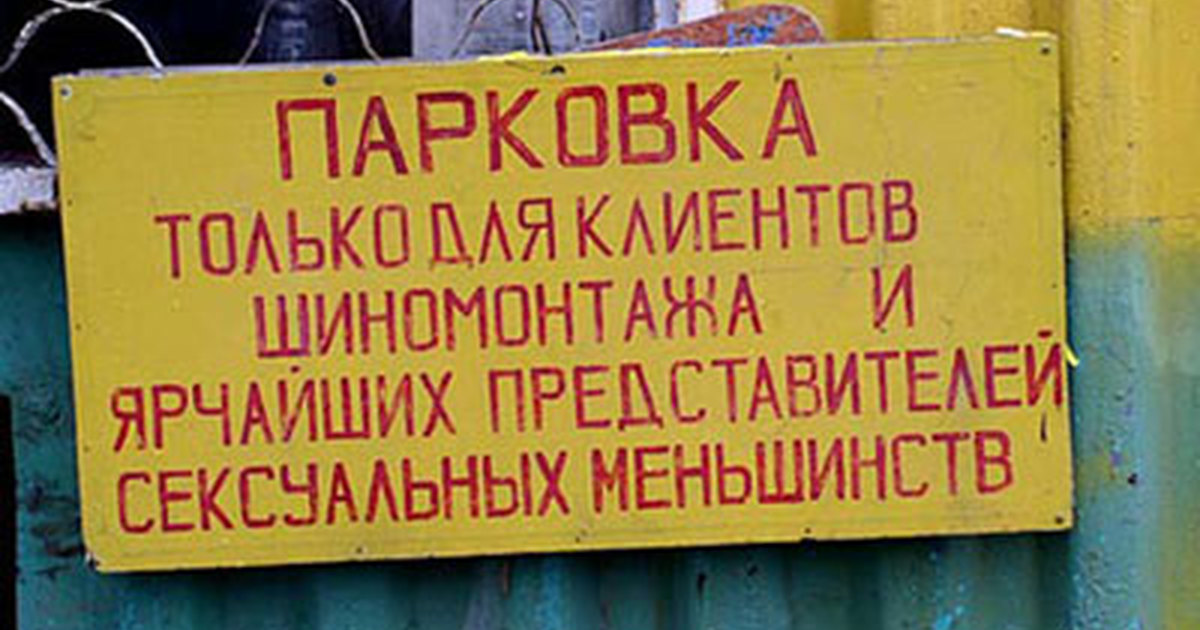 ПАРКОВКА
ТОЛЬКО ДЛЯ КЛИЕНТОВ
ШИНОМОНТАЖА И
ЯРЧАЙШИХ ПРЕДСТАВИТЕЛЕЙ
СЕКСУАЛЬНЫХ МЕНЬШИНСТВ